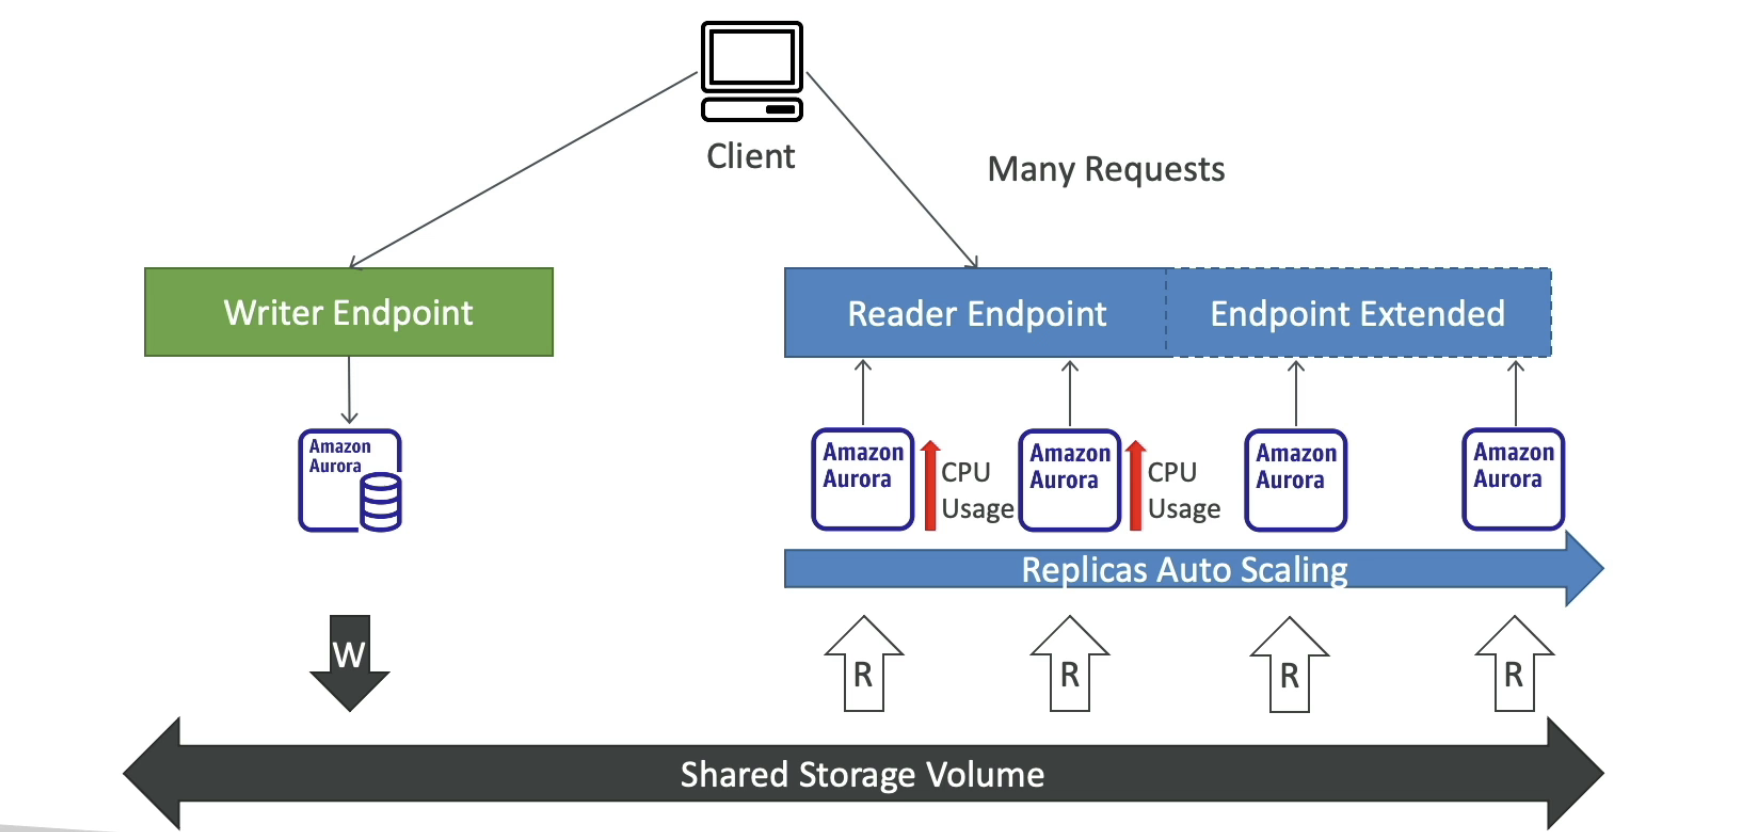 Client
Many Requests
Writer Endpoint
Reader Endpoint
Endpoint Extended
Amazon
Aurora
Amazon
Aurora
CPU
Usage
Amazon
Aurora
CPU
Usage
Amazon
Aurora
Amazon
Aurora
Replicas Auto Scaling
W
R
R
R
R
Shared Storage Volume